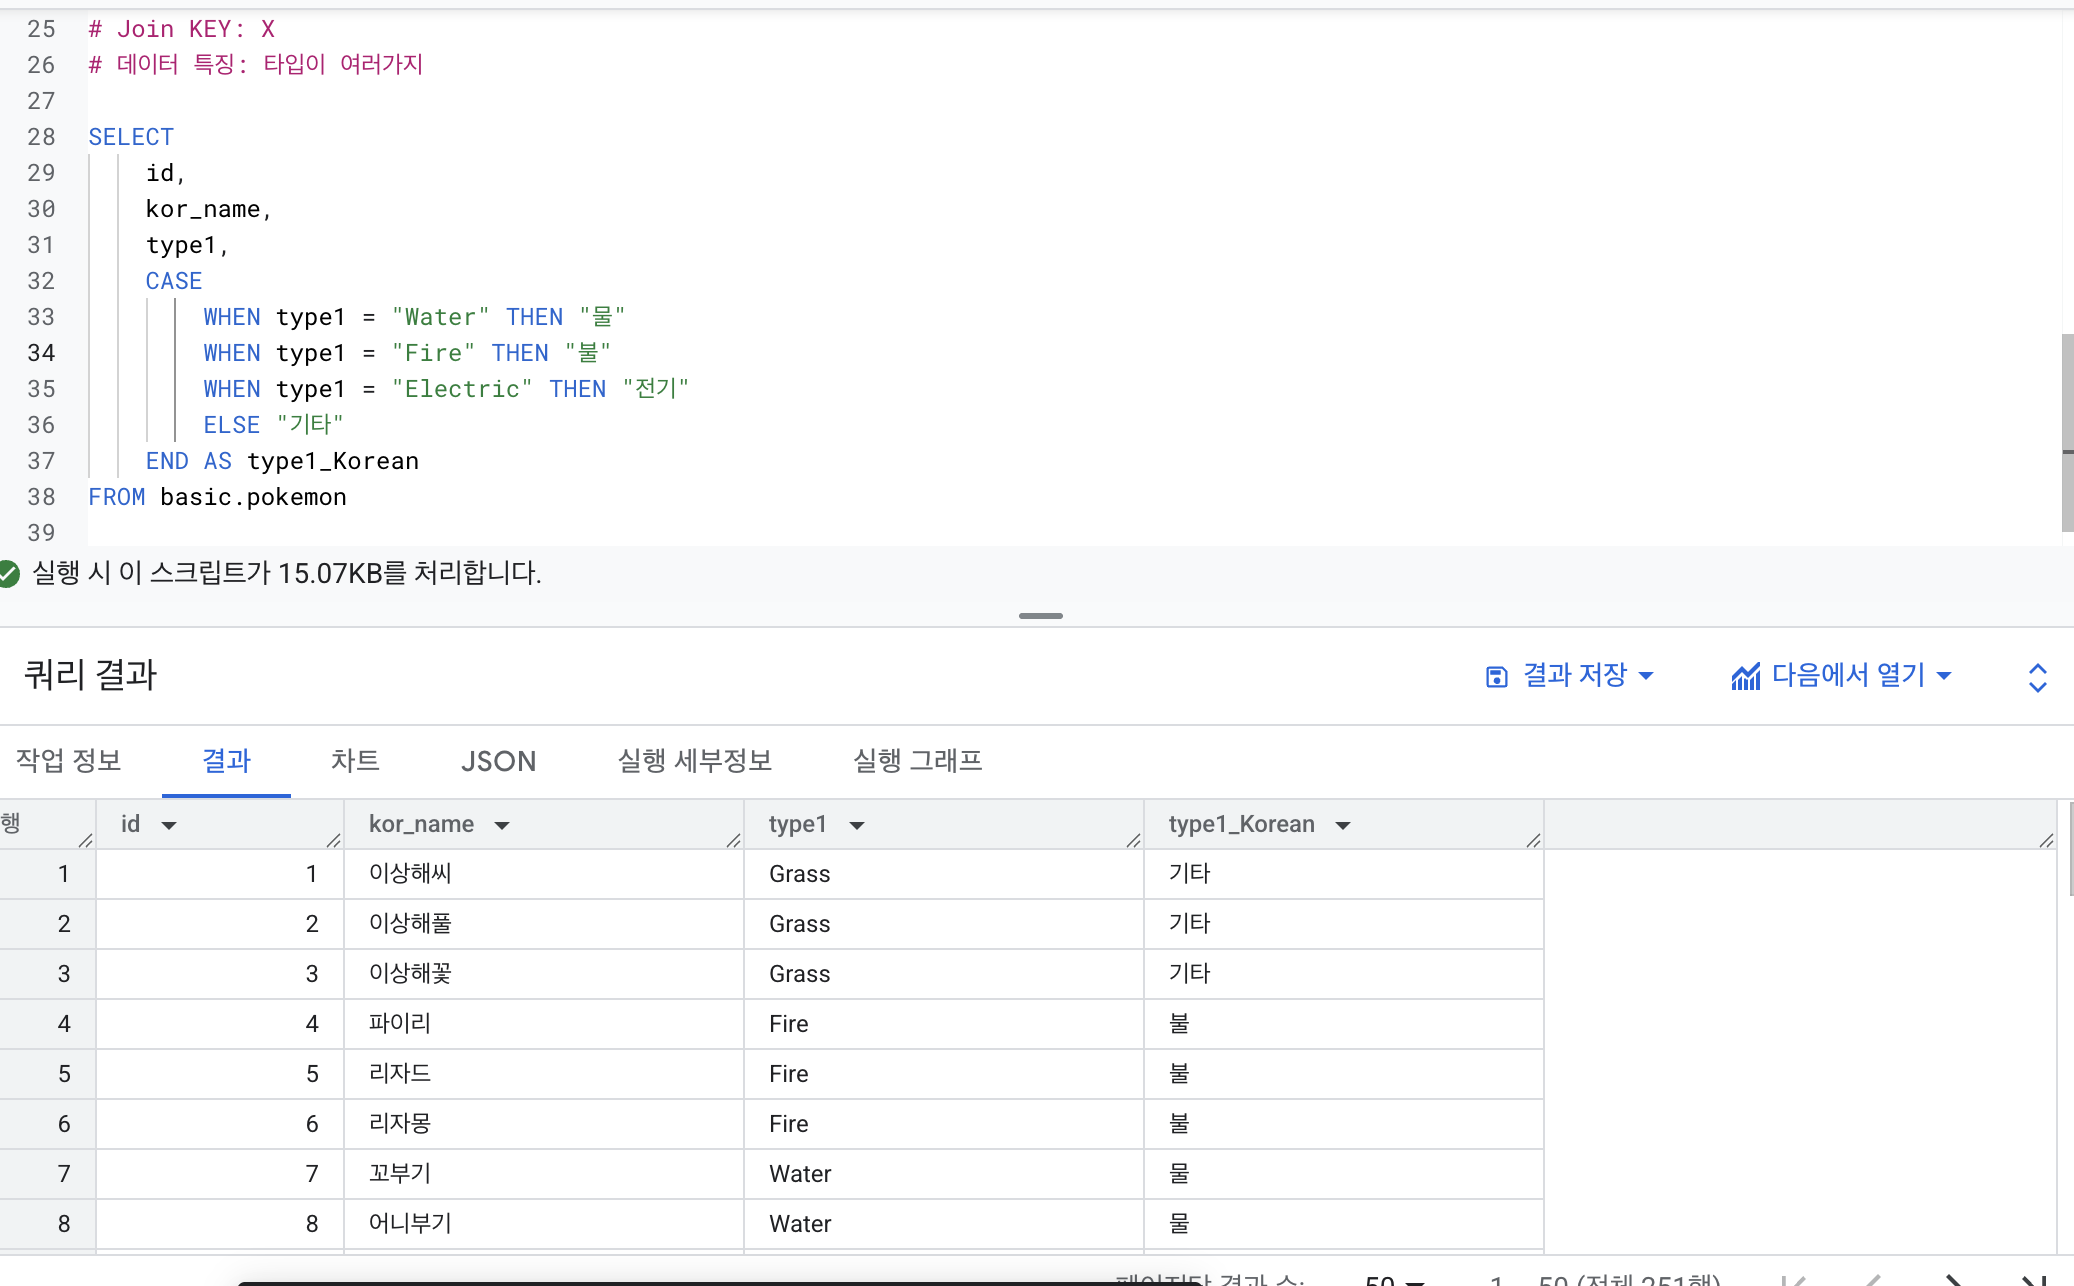 25 # Join KEY: X
26 # 데이터 특징: 타입이 여러가지
27
28 SELECT
29 id,
30 kor_name,
31 type1,
32 CASE
33 WHEN type1 = "Water" THEN "물"
34 WHEN type1 = "Fire" THEN "불"
35 WHEN type1 = "Electric" THEN "전기"
36 ELSE "기타"
37 END AS type1_Korean
38 FROM basic.pokemon
39
실행 시 이 스크립트가 15.07KB를 처리합니다.
쿼리 결과 결과 저장 다음에서 열기
작업 정보 결과 차트 JSON 실행 세부정보 실행 그래프
행 id kor_name type1 type1_Korean
1 1 이상해씨 Grass 기타
2 2 이상해풀 Grass 기타
3 3 이상해꽃 Grass 기타
4 4 파이리 Fire 불
5 5 리자드 Fire 불
6 6 리자몽 Fire 불
7 7 꼬부기 Water 물
8 8 어니부기 Water 물
페이지당 결과 수: 50 1 - 50 (전체 251행)